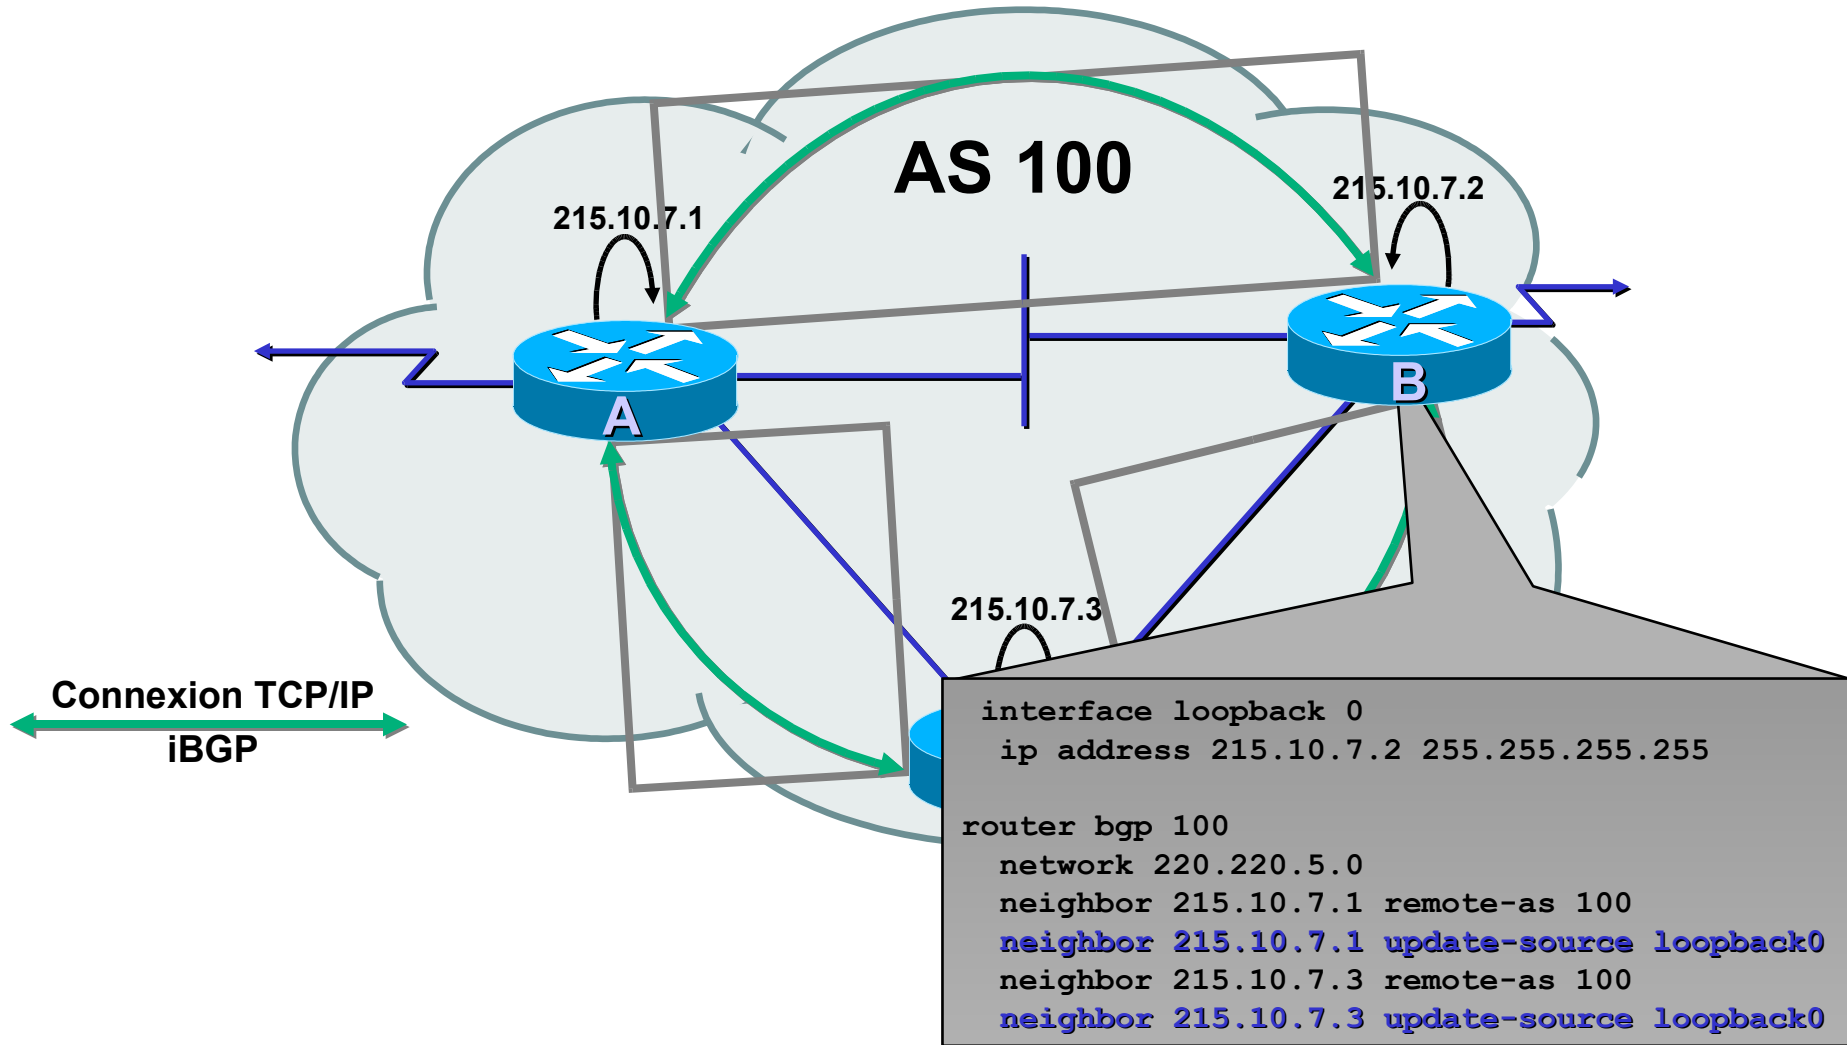 AS 100
215.10.7.1
215.10.7.2
A
B
215.10.7.3
Connexion TCP/IP
iBGP
interface loopback 0
ip address 215.10.7.2 255.255.255.255
router bgp 100
network 220.220.5.0
neighbor 215.10.7.1 remote-as 100
neighbor 215.10.7.1 update-source loopback0
neighbor 215.10.7.3 remote-as 100
neighbor 215.10.7.3 update-source loopback0